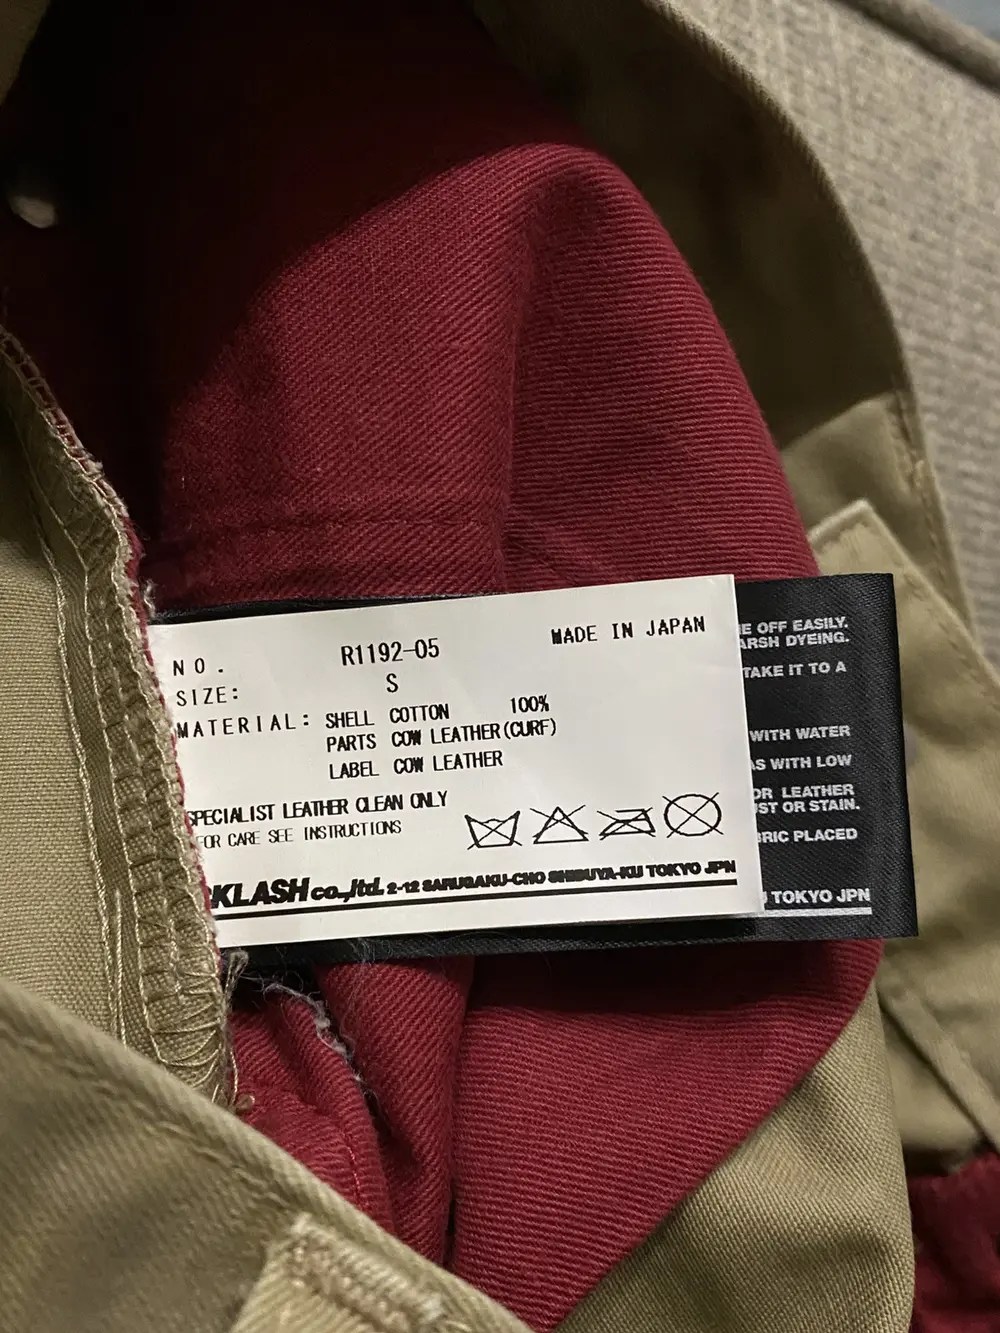 NO. R1192-05 MADE IN JAPAN
SIZE: S
MATERIAL: SHELL COTTON 100%
PARTS COW LEATHER(CURF)
LABEL COW LEATHER
SPECIALIST LEATHER CLEAN ONLY
FOR CARE SEE INSTRUCTIONS
KLASH co.,ltd. 2-12 SARUGAKU-CHO SHIBUYA-KU TOKYO JPN
E OFF EASILY.
ARSH DYEING.
TAKE IT TO A
WITH WATER
AS WITH LOW
OR LEATHER
ST OR STAIN.
BRIC PLACED
TOKYO JPN